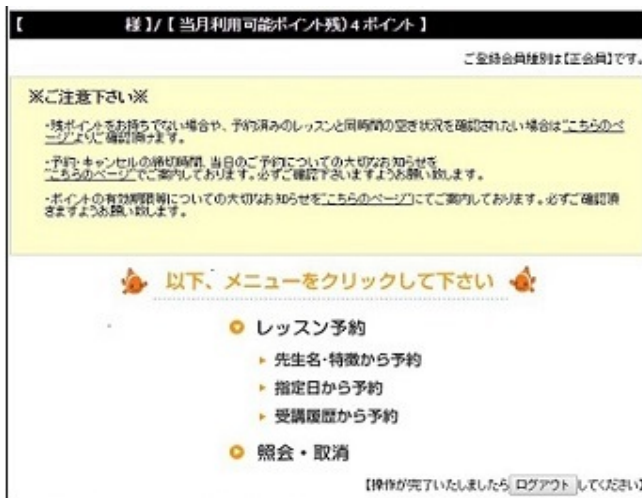 【 様】/【当月利用可能ポイント残)4ポイント】
ご登録会員種別は【正会員】です。
※ご注意下さい※
・残ポイントをお持ちでない場合や、予約済みのレッスンと同時間の空き状況を確認されたい場合は"こちらのペ
ージ"よりご確認頂けます。
・予約・キャンセルの締切時間、当日のご予約についての大切なお知らせを
"こちらのページ"でご案内しております。必ずご確認下さいますようお願い致します。
・ポイントの有効期限等についての大切なお知らせを"こちらのページ"にてご案内しております。必ずご確認頂
きますようお願い致します。
以下、メニューをクリックして下さい
レッスン予約
先生名・特徴から予約
指定日から予約
受講履歴から予約
照会・取消
【操作が完了いたしましたら ログアウト してください】